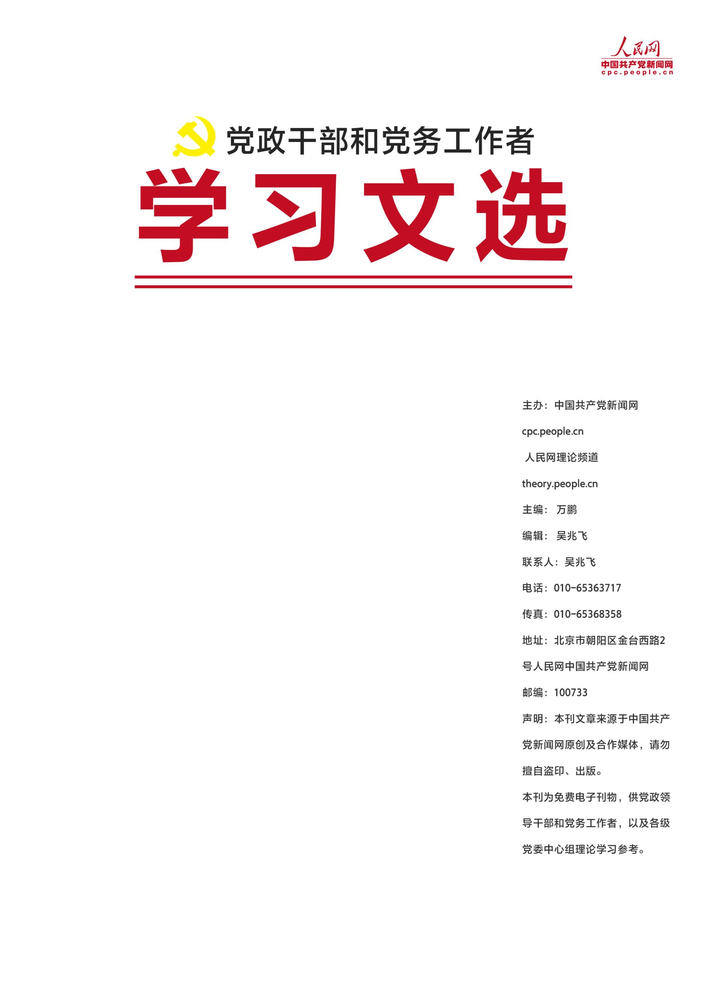 人民网
中国共产党新闻网
cpc.people.cn
党政干部和党务工作者
学习文选
主办：中国共产党新闻网
cpc.people.cn
人民网理论频道
theory.people.cn
主编： 万鹏
编辑： 吴兆飞
联系人：吴兆飞
电话：010-65363717
传真：010-65368358
地址：北京市朝阳区金台西路2
号人民网中国共产党新闻网
邮编：100733
声明：本刊文章来源于中国共产
党新闻网原创及合作媒体，请勿
擅自盗印、出版。
本刊为免费电子刊物，供党政领
导干部和党务工作者，以及各级
党委中心组理论学习参考。